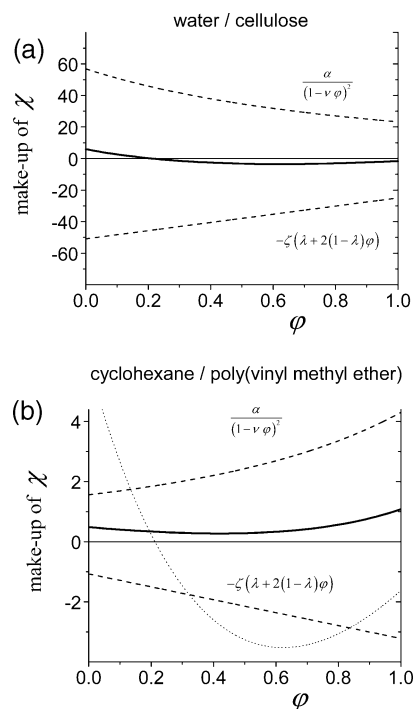 water / cellulose
(a)
60
40
20
0
-20
-40
-60
make-up of χ
α
(1-ν φ)²
-ζ(λ+2(1-λ)φ)
0.0 0.2 0.4 0.6 0.8 1.0
φ
cyclohexane / poly(vinyl methyl ether)
(b)
4
2
0
-2
make-up of χ
α
(1-ν φ)²
-ζ(λ+2(1-λ)φ)
0.0 0.2 0.4 0.6 0.8 1.0
φ